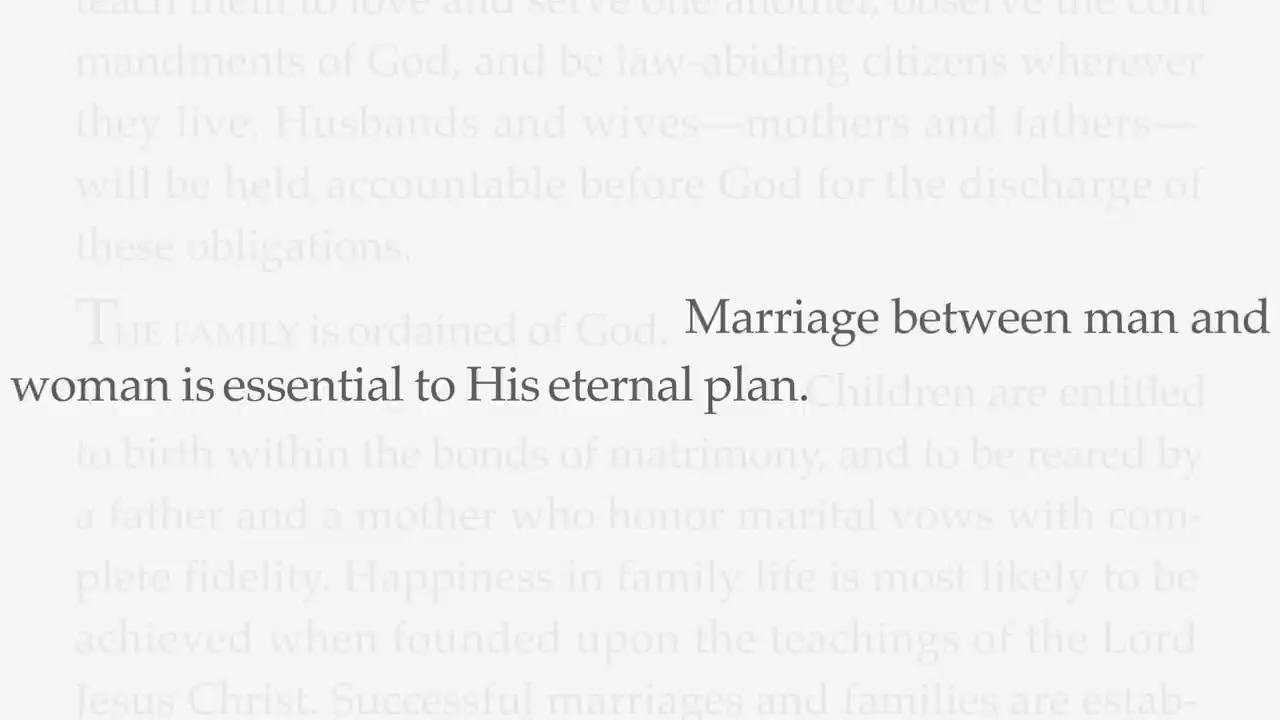 teach them to love and serve one another, observe the com
mandments of God, and be law-abiding citizens wherever
they live. Husbands and wives—mothers and fathers—
will be held accountable before God for the discharge of
these obligations.
THE FAMILY is ordained of God. Marriage between man and
woman is essential to His eternal plan. Children are entitled
to birth within the bonds of matrimony, and to be reared by
a father and a mother who honor marital vows with com-
plete fidelity. Happiness in family life is most likely to be
achieved when founded upon the teachings of the Lord
Jesus Christ. Successful marriages and families are estab-